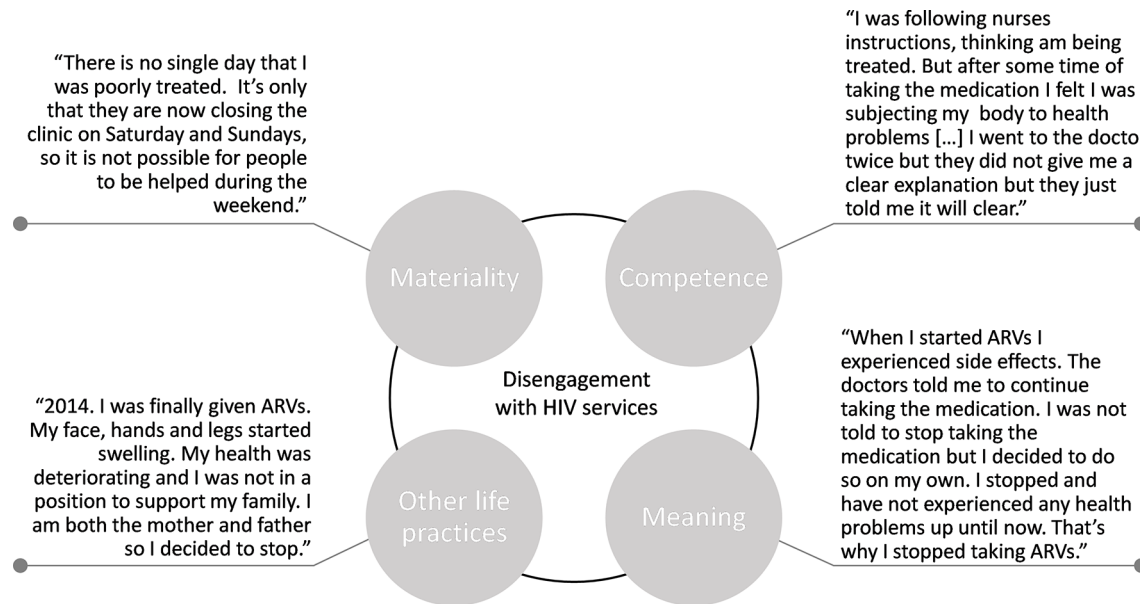 “There is no single day that I
was poorly treated.  It’s only
that they are now closing the
clinic on Saturday and Sundays,
so it is not possible for people
to be helped during the
weekend.”
“I was following nurses
instructions, thinking am being
treated. But after some time of
taking the medication I felt I was
subjecting my  body to health
problems […] I went to the docto
twice but they did not give me a
clear explanation but they just
told me it will clear.”
Materiality
Competence
Disengagement
with HIV services
“2014. I was finally given ARVs.
My face, hands and legs started
swelling. My health was
deteriorating and I was not in a
position to support my family. I
am both the mother and father
so I decided to stop.”
Other life
practices
Meaning
“When I started ARVs I
experienced side effects. The
doctors told me to continue
taking the medication. I was not
told to stop taking the
medication but I decided to do
so on my own. I stopped and
have not experienced any health
problems up until now. That’s
why I stopped taking ARVs.”